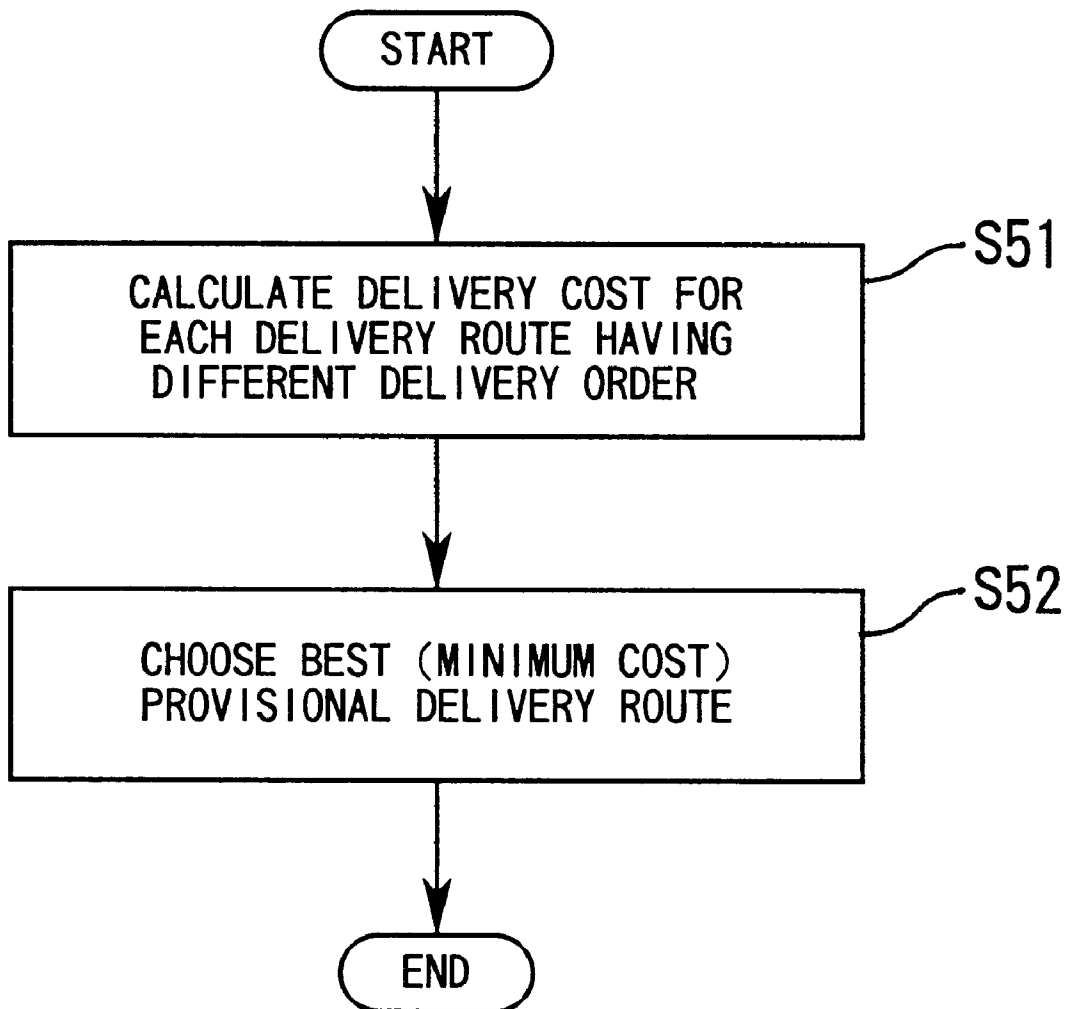 START
S51
CALCULATE DELIVERY COST FOR
EACH DELIVERY ROUTE HAVING
DIFFERENT DELIVERY ORDER
S52
CHOOSE BEST (MINIMUM COST)
PROVISIONAL DELIVERY ROUTE
END